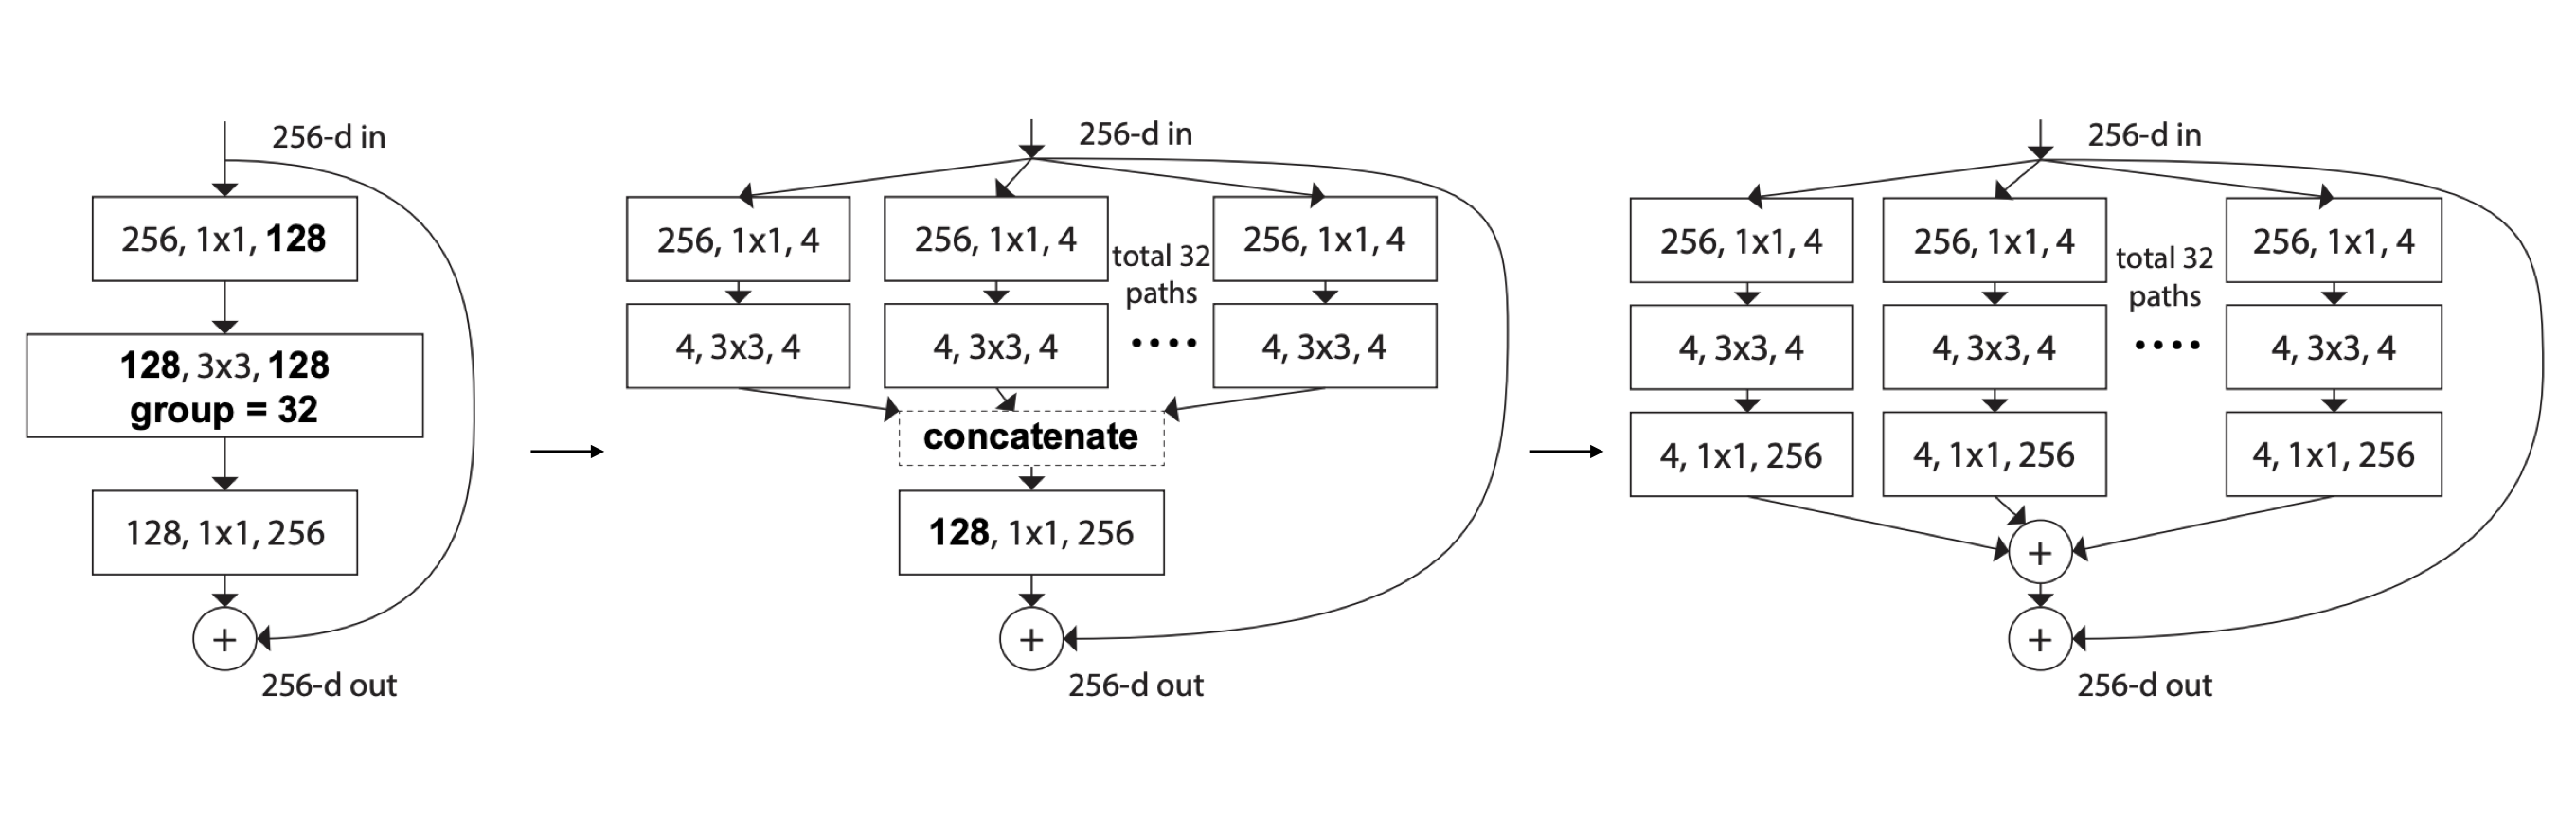 256-d in
256, 1x1, 128
128, 3x3, 128
group = 32
128, 1x1, 256
+
256-d out
256-d in
256, 1x1, 4
256, 1x1, 4
total 32
paths
256, 1x1, 4
4, 3x3, 4
4, 3x3, 4
4, 3x3, 4
concatenate
128, 1x1, 256
+
256-d out
256-d in
256, 1x1, 4
256, 1x1, 4
total 32
paths
256, 1x1, 4
4, 3x3, 4
4, 3x3, 4
4, 3x3, 4
4, 1x1, 256
4, 1x1, 256
4, 1x1, 256
+
+
256-d out